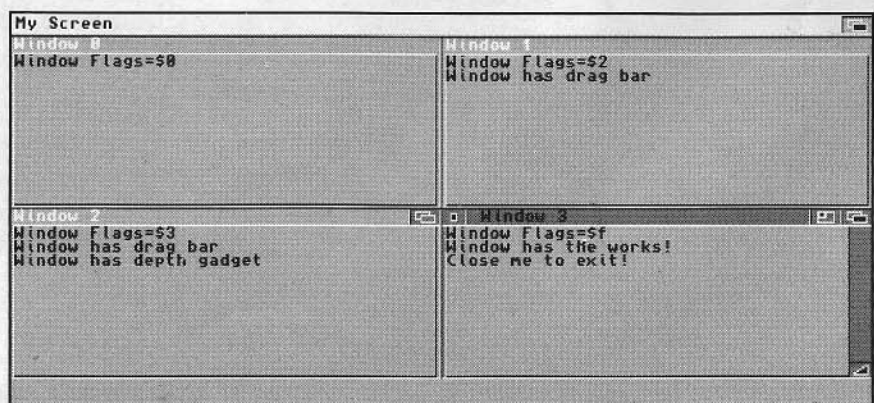 My Screen
Window 0
Window Flags=$0
Window 1
Window Flags=$2
Window has drag bar
Window 2
Window Flags=$3
Window has drag bar
Window has depth gadget
Window 3
Window Flags=$f
Window has the works!
Close me to exit!